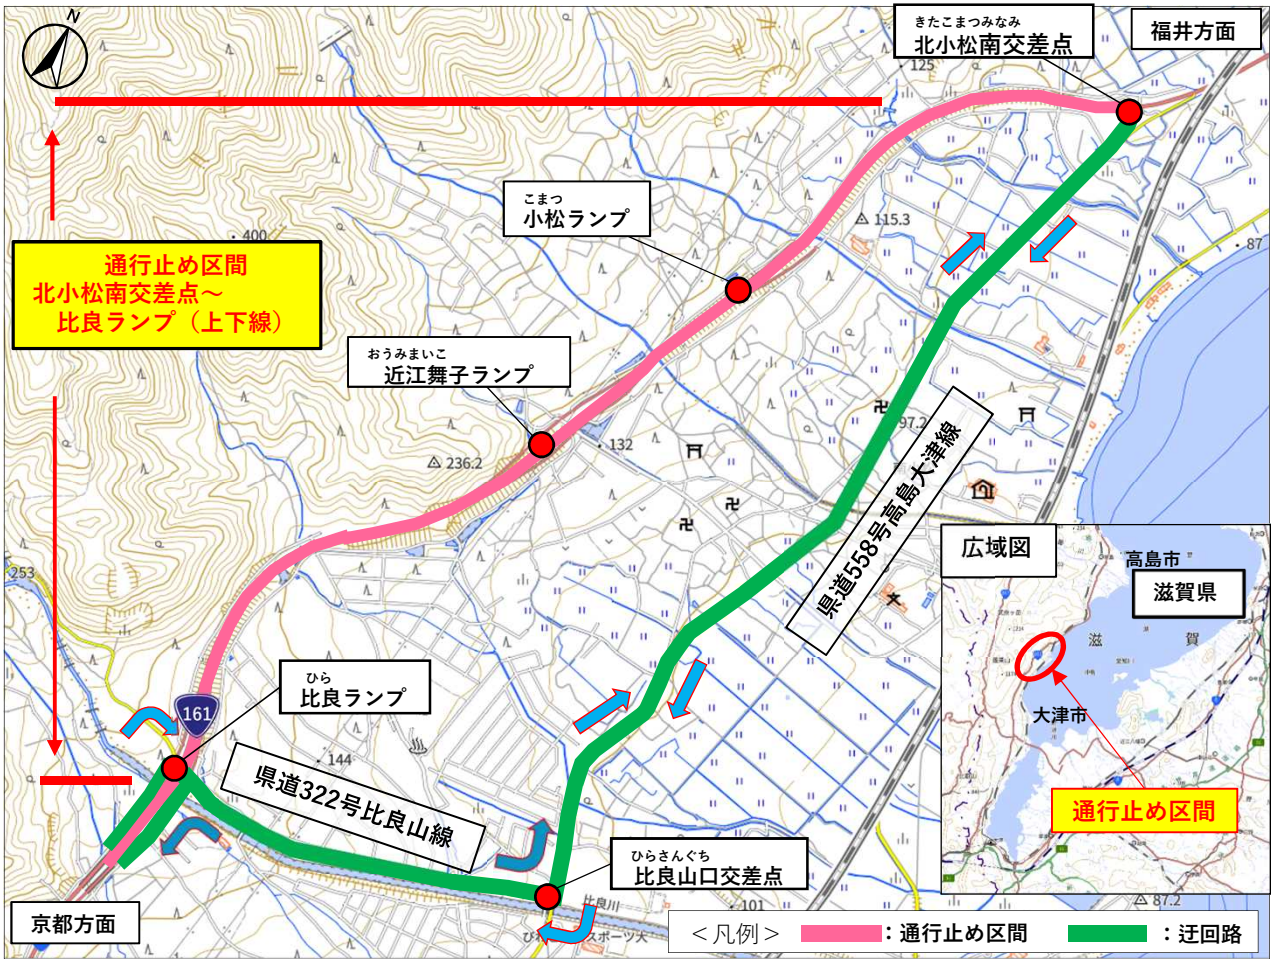 N
きたこまつみなみ
北小松南交差点
福井方面
125
こまつ
小松ランプ
115.3
87
400
通行止め区間
北小松南交差点～
比良ランプ（上下線）
おうみまいこ
近江舞子ランプ
132
236.2
97.2
県道558号高島大津線
253
広域図
高島市
滋賀県
滋
賀
大津市
通行止め区間
ひら
比良ランプ
161
144
県道322号比良山線
ひらさんぐち
比良山口交差点
比良川
101
87.2
京都方面
スポーツ大
＜凡例＞
：通行止め区間
：迂回路